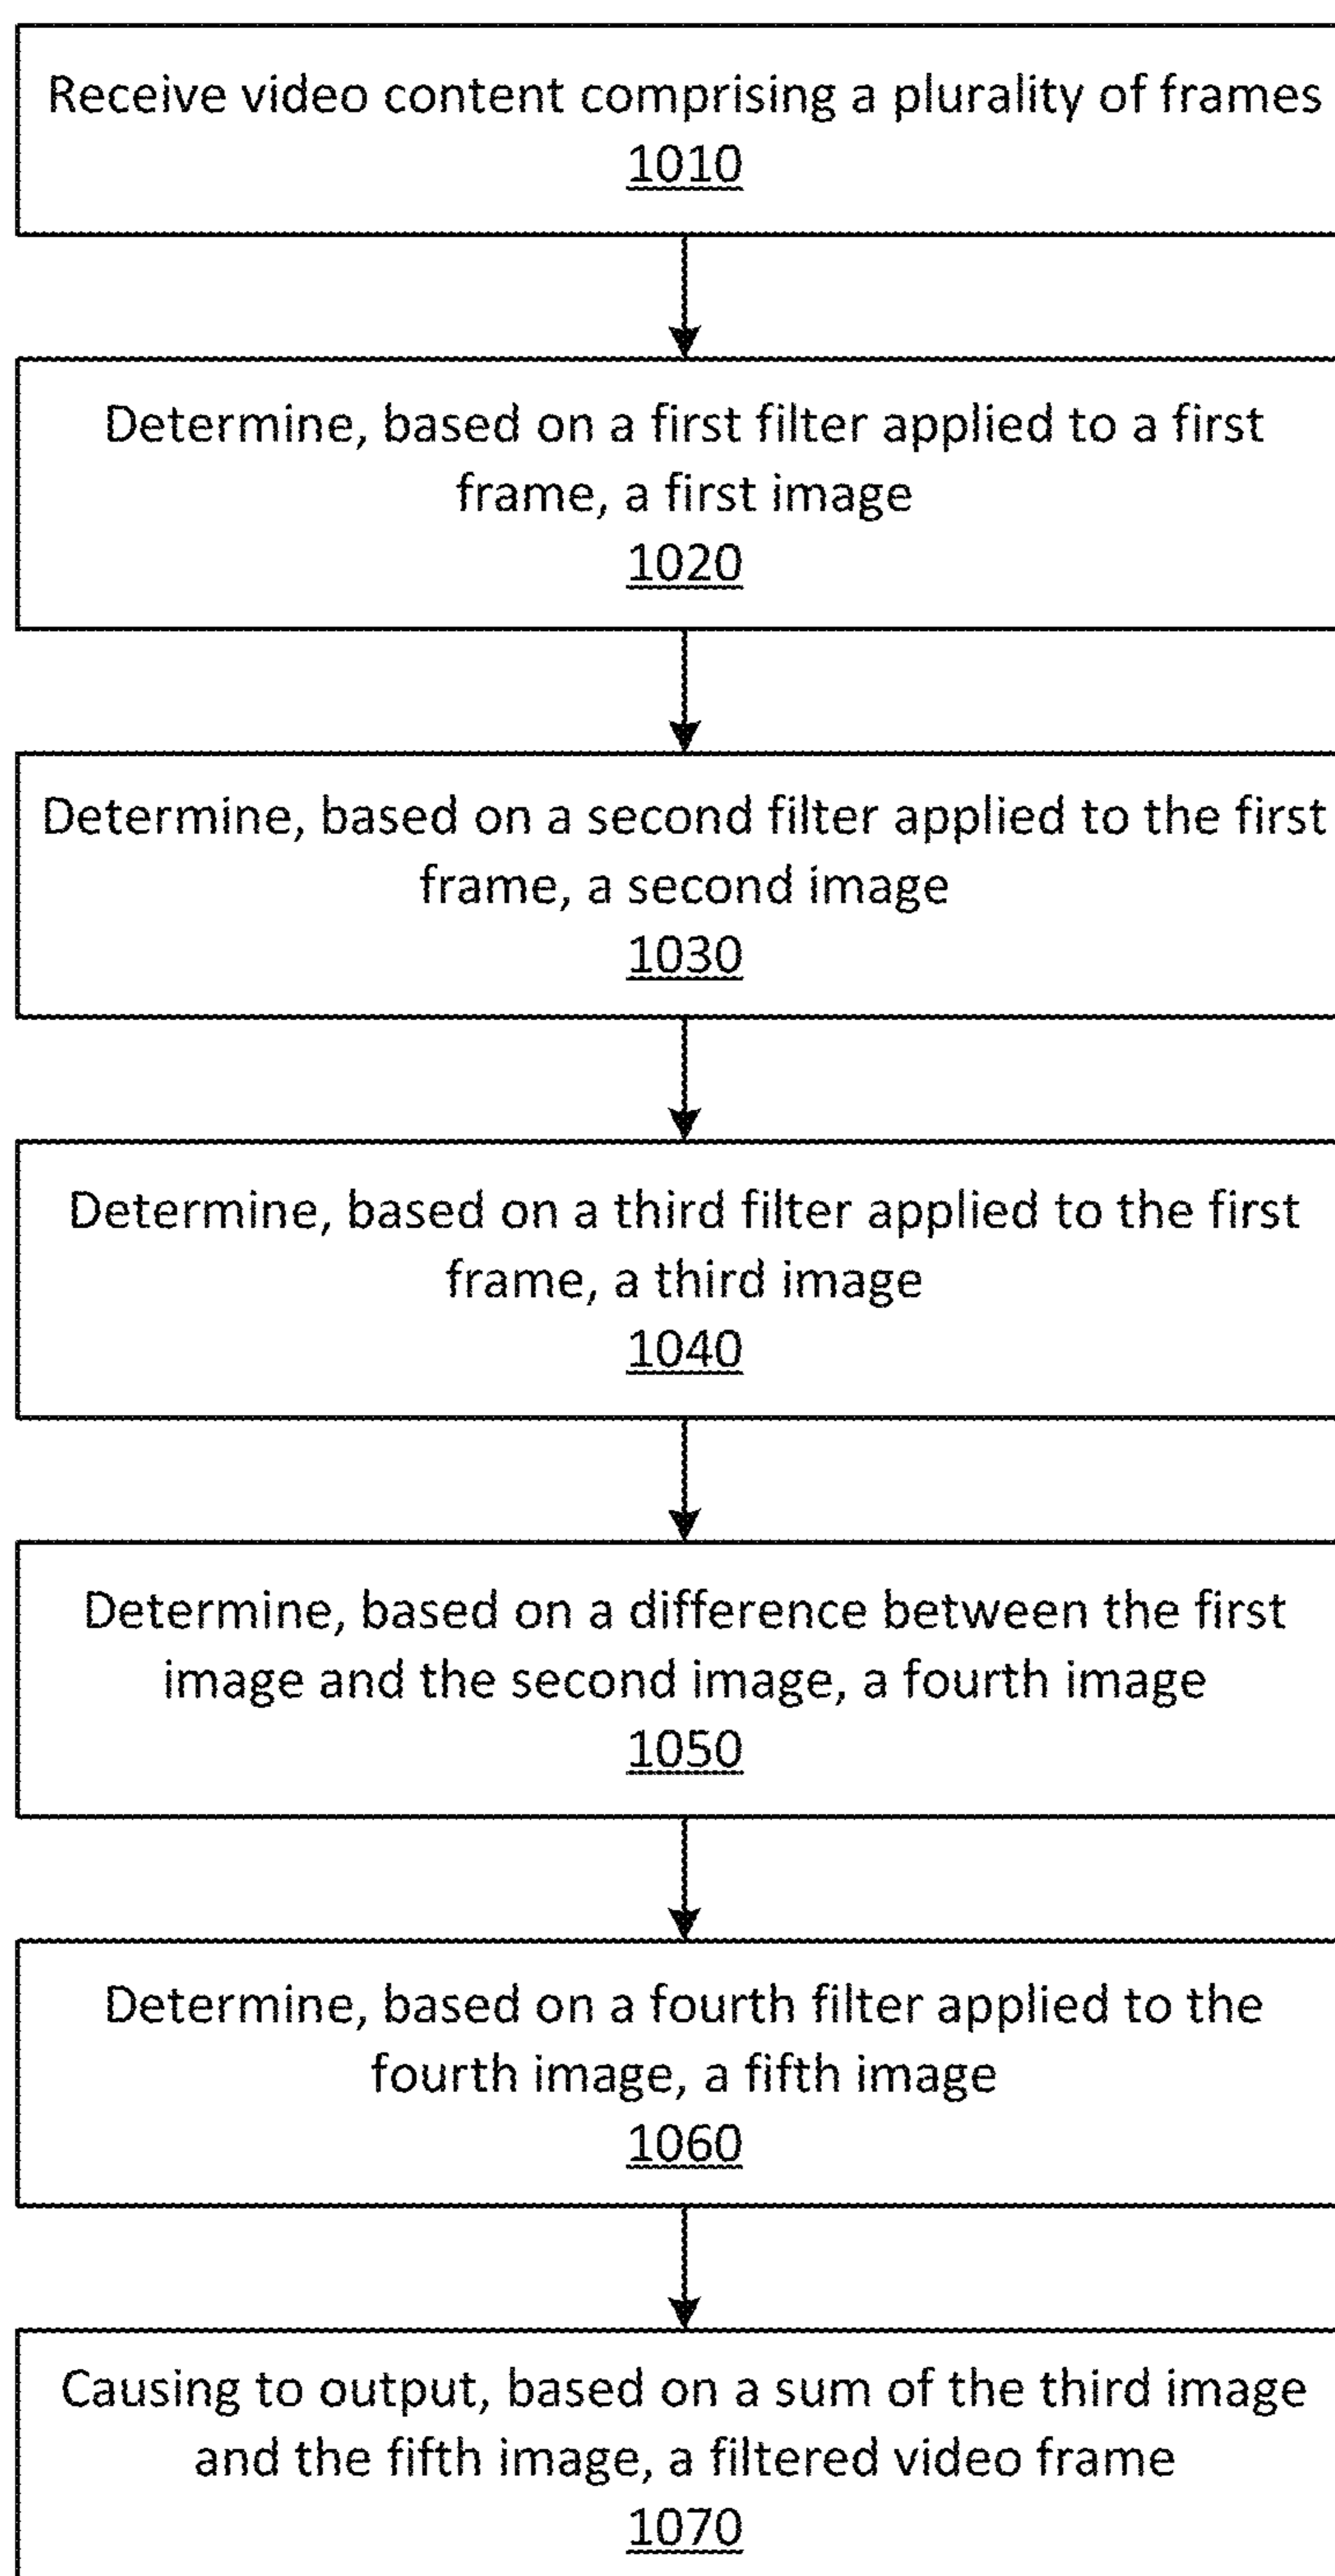 Receive video content comprising a plurality of frames
1010
Determine, based on a first filter applied to a first
frame, a first image
1020
Determine, based on a second filter applied to the first
frame, a second image
1030
Determine, based on a third filter applied to the first
frame, a third image
1040
Determine, based on a difference between the first
image and the second image, a fourth image
1050
Determine, based on a fourth filter applied to the
fourth image, a fifth image
1060
Causing to output, based on a sum of the third image
and the fifth image, a filtered video frame
1070